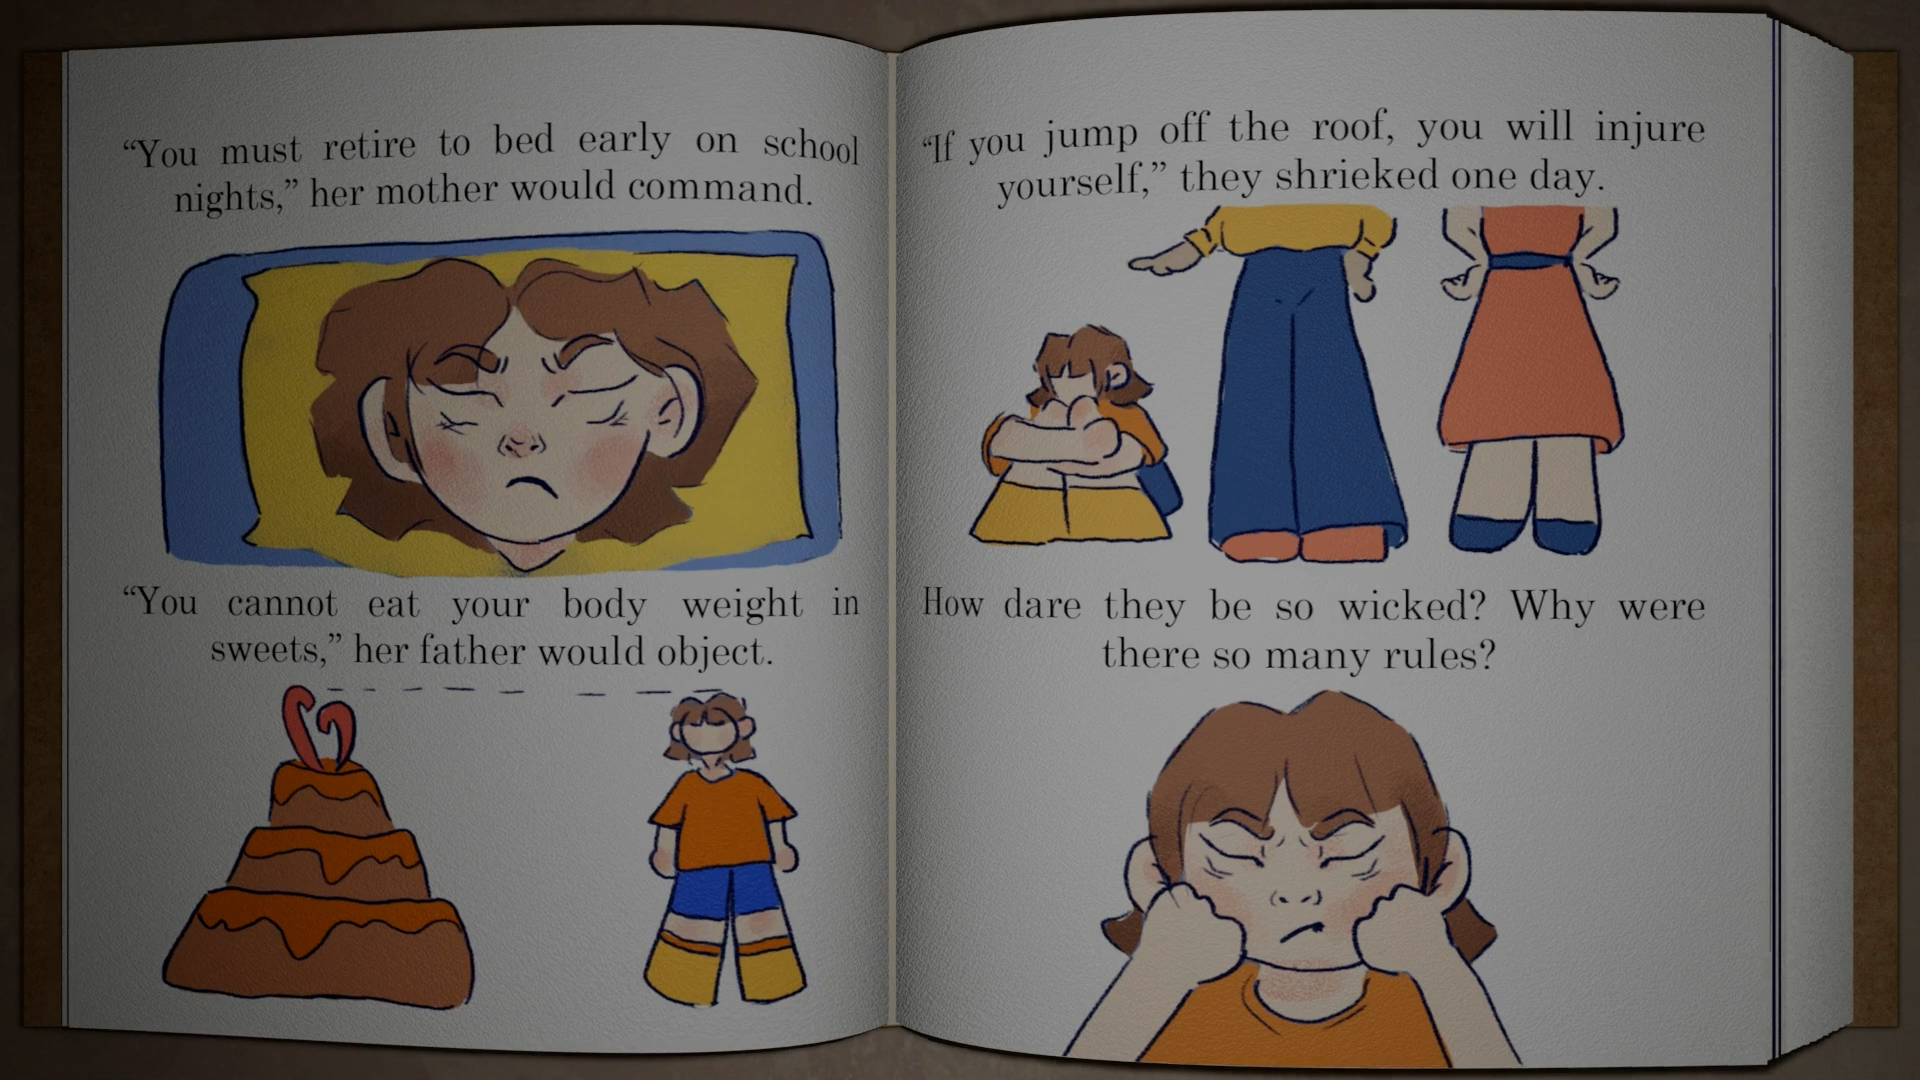 “You must retire to bed early on school
nights,” her mother would command.
“You cannot eat your body weight in
sweets,” her father would object.
“If you jump off the roof, you will injure
yourself,” they shrieked one day.
How dare they be so wicked? Why were
there so many rules?